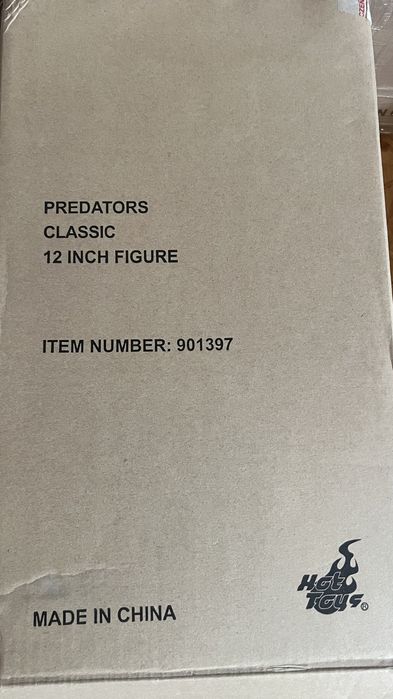 PREDATORS
CLASSIC
12 INCH FIGURE
ITEM NUMBER: 901397
Hot
Toys®
MADE IN CHINA